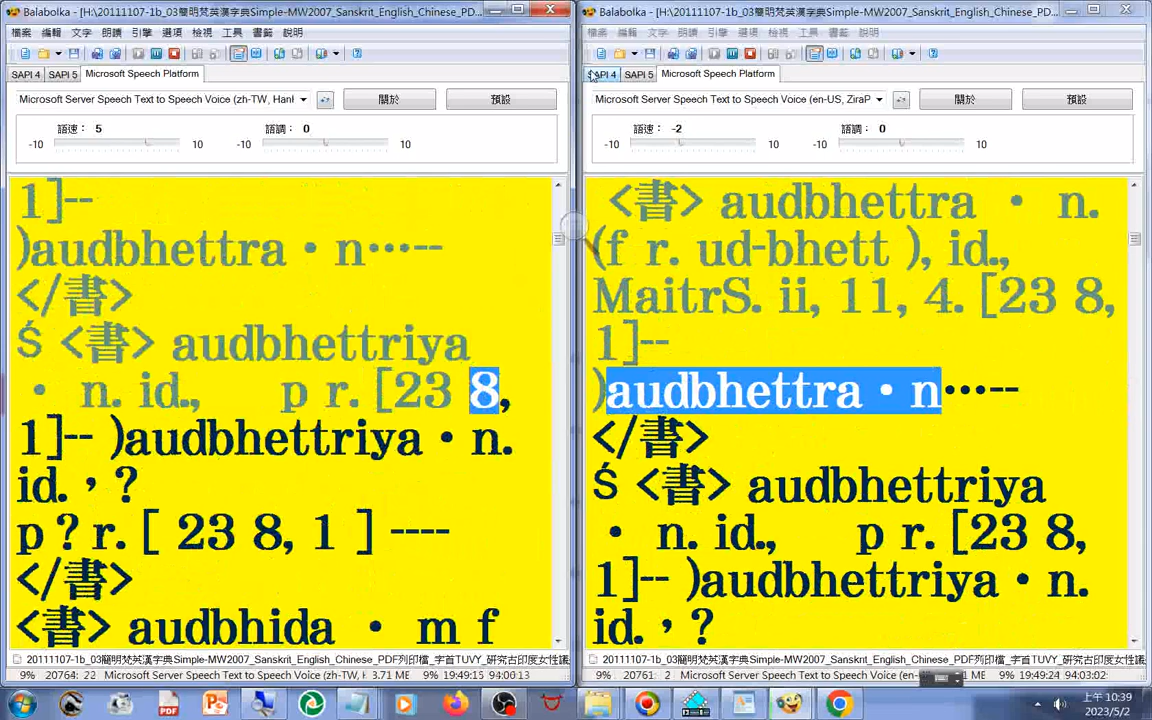 Balabolka - [H:\20111107-1b_03簡明梵英漢字典Simple-MW2007_Sanskrit_English_Chinese_PD...
檔案 編輯 文字 朗讀 引擎 選項 檢視 工具 書籤 說明
SAPI 4 SAPI 5 Microsoft Speech Platform
Microsoft Server Speech Text to Speech Voice (zh-TW, Hanl 關於 預設
語速： 5 語調： 0
-10 10 -10 10
1]--
)audbhettra · n…--
</書>
Ś <書> audbhettriya
· n. id., p r. [23 8,
1]-- )audbhettriya · n.
id. , ?
p ? r. [ 23 8, 1 ] ----
</書>
<書> audbhida · m f
20111107-1b_03簡明梵英漢字典Simple-MW2007_Sanskrit_English_Chinese_PDF列印檔_字首TUVY_研究古印度女性議
9% 20764: 22 Microsoft Server Speech Text to Speech Voice (zh-TW, 3.71 ME 9% 19:49:15 94:00:13
Balabolka - [H:\20111107-1b_03簡明梵英漢字典Simple-MW2007_Sanskrit_English_Chinese_PD...
檔案 編輯 文字 朗讀 引擎 選項 檢視 工具 書籤 說明
SAPI 4 SAPI 5 Microsoft Speech Platform
Microsoft Server Speech Text to Speech Voice (en-US, ZiraP 關於 預設
語速： -2 語調： 0
-10 10 -10 10
<書> audbhettra · n.
(f r. ud-bhett ), id.,
MaitrS. ii, 11, 4. [23 8,
1]--
)audbhettra · n…--
</書>
Ś <書> audbhettriya
· n. id., p r. [23 8,
1]-- )audbhettriya · n.
id. , ?
20111107-1b_03簡明梵英漢字典Simple-MW2007_Sanskrit_English_Chinese_PDF列印檔_字首TUVY_研究古印度女性議
9% 20761: 2 Microsoft Server Speech Text to Speech Voice (en- ME 9% 19:49:24 94:03:02
上午 10:39
2023/5/2